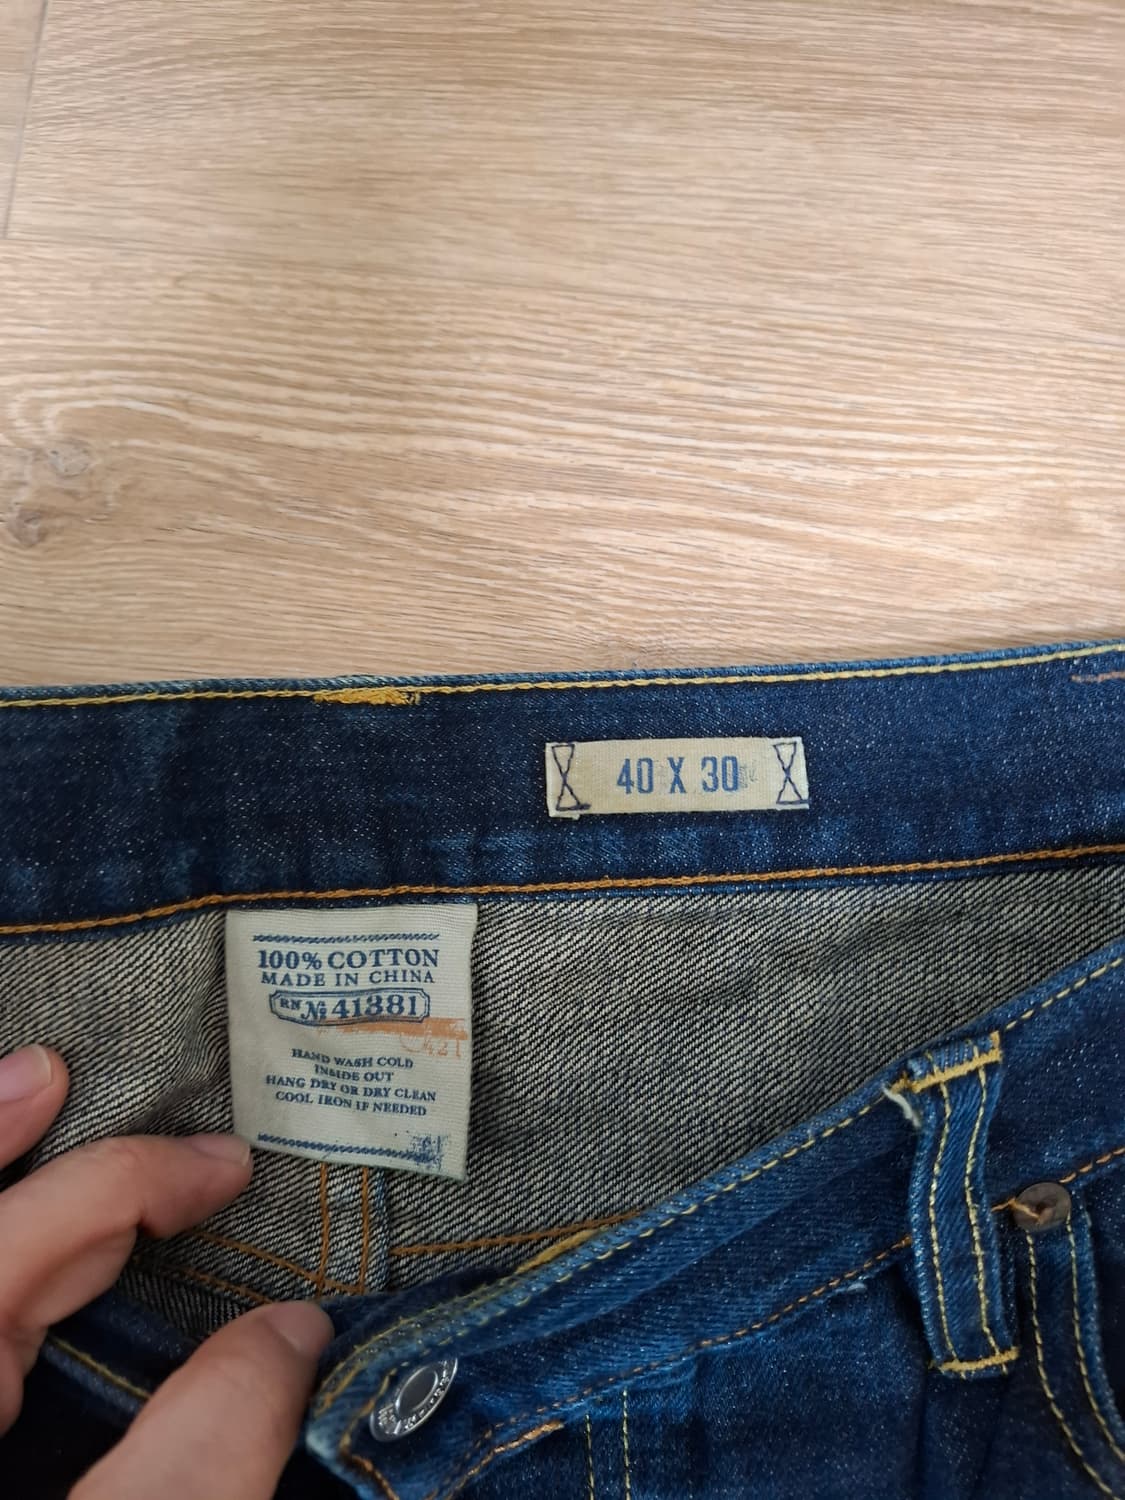 40 X 30
100% COTTON
MADE IN CHINA
RN № 41381
421
HAND WASH COLD
INSIDE OUT
HANG DRY OR DRY CLEAN
COOL IRON IF NEEDED